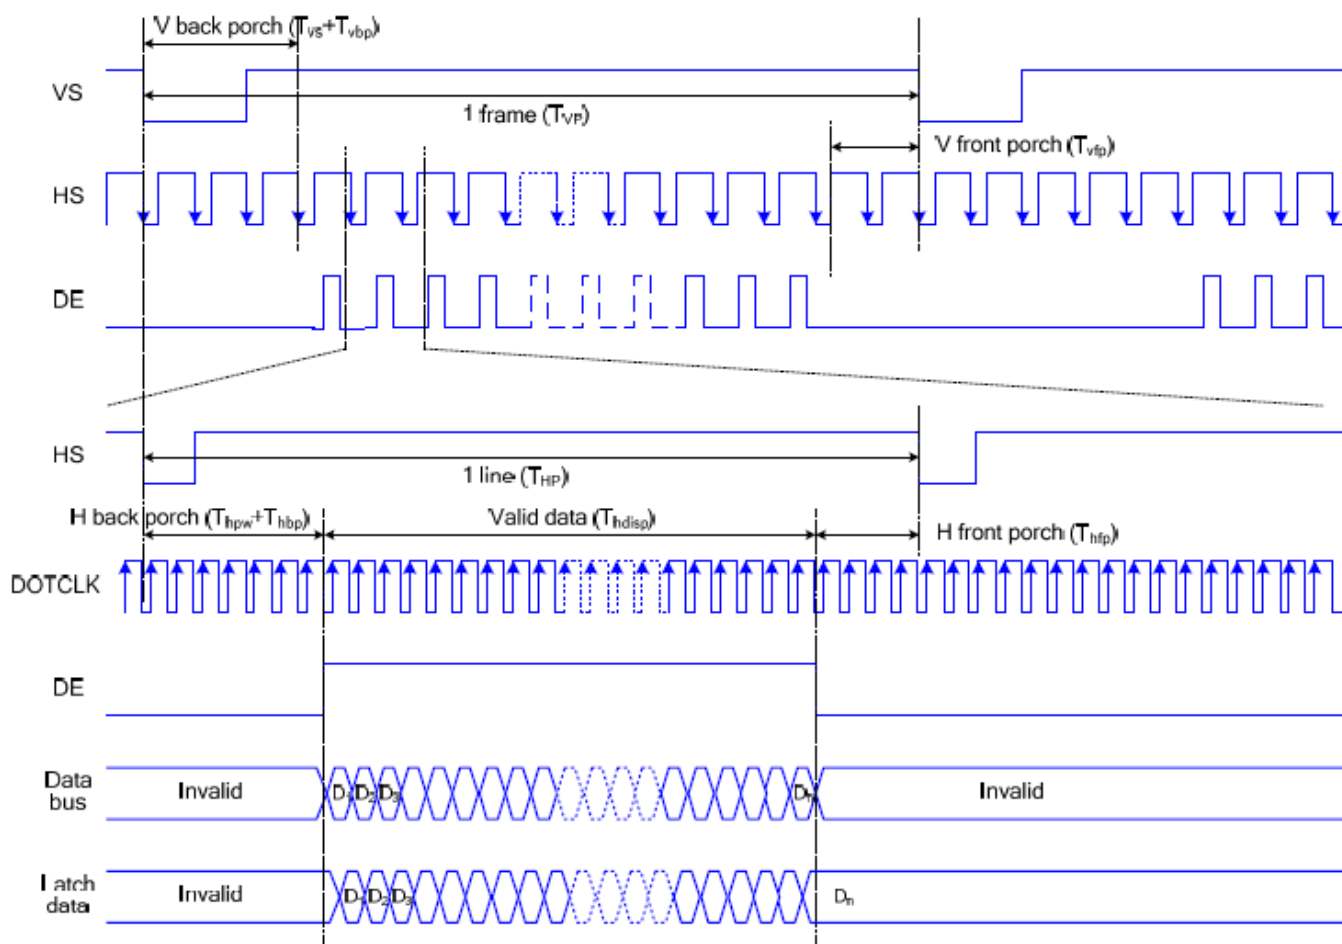 V back porch (Tvs+Tvbp)
VS
1 frame (TVP)
V front porch (Tvfp)
HS
DE
HS
1 line (THP)
H back porch (Thpw+Thbp)
Valid data (Thdisp)
H front porch (Thfp)
DOTCLK
DE
Data
bus
Invalid
D1 D2 D3
Dn
Invalid
Latch
data
Invalid
D1 D2 D3
Dn